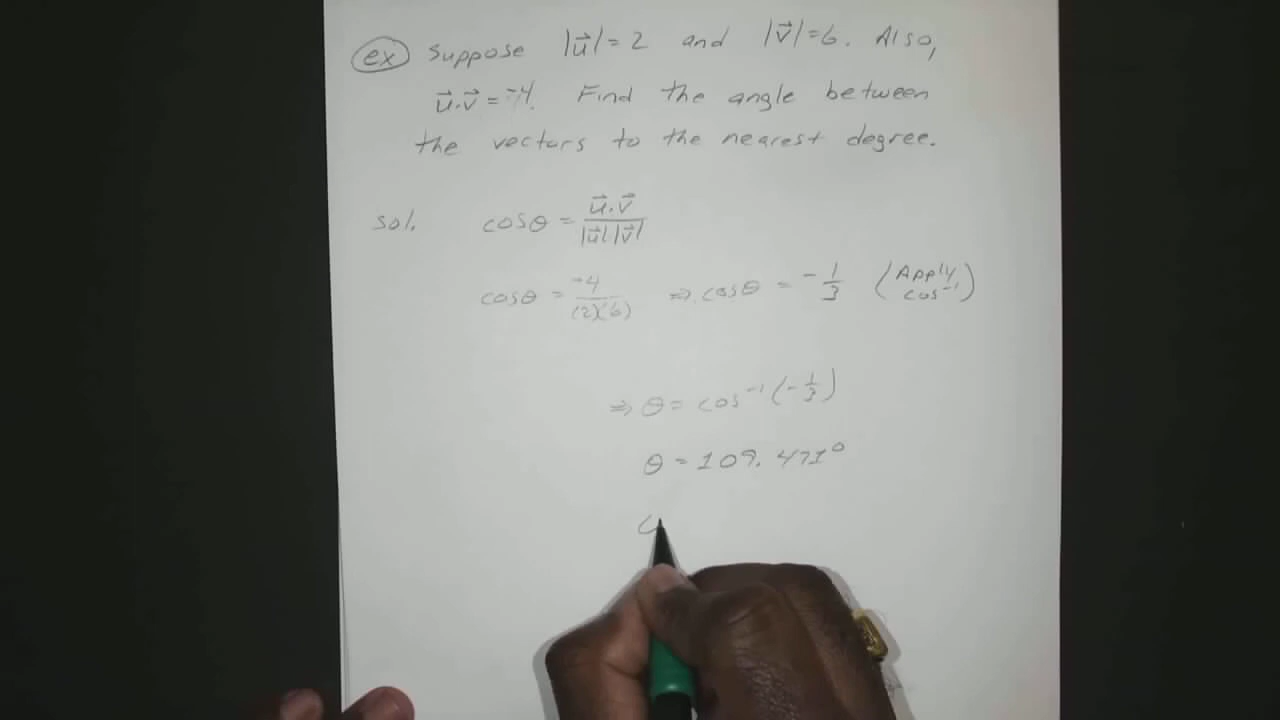 ex Suppose |u⃗|=2 and |v⃗|=6. Also,
u⃗·v⃗ = -4. Find the angle between
the vectors to the nearest degree.
sol. cosθ = u⃗·v⃗ / |u⃗||v⃗|
cosθ = -4 / (2)(6) ⇒ cosθ = -1/3 (Apply cos⁻¹)
⇒ θ = cos⁻¹(-1/3)
θ = 109.471°